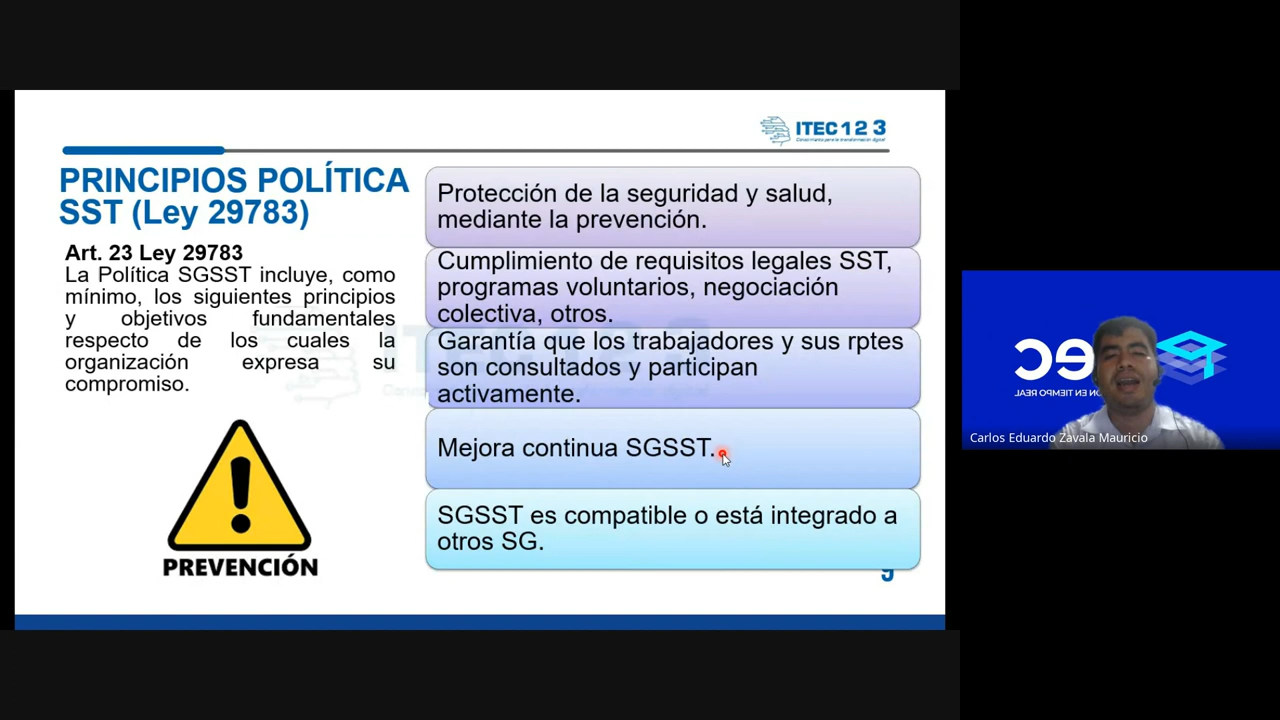 ITEC 1 2 3
PRINCIPIOS POLÍTICA
SST (Ley 29783)
Art. 23 Ley 29783
La Política SGSST incluye, como
mínimo, los siguientes principios
y objetivos fundamentales
respecto de los cuales la
organización expresa su
compromiso.
PREVENCIÓN
Protección de la seguridad y salud,
mediante la prevención.
Cumplimiento de requisitos legales SST,
programas voluntarios, negociación
colectiva, otros.
Garantía que los trabajadores y sus rptes
son consultados y participan
activamente.
Mejora continua SGSST.
SGSST es compatible o está integrado a
otros SG.
9
Carlos Eduardo Zavala Mauricio